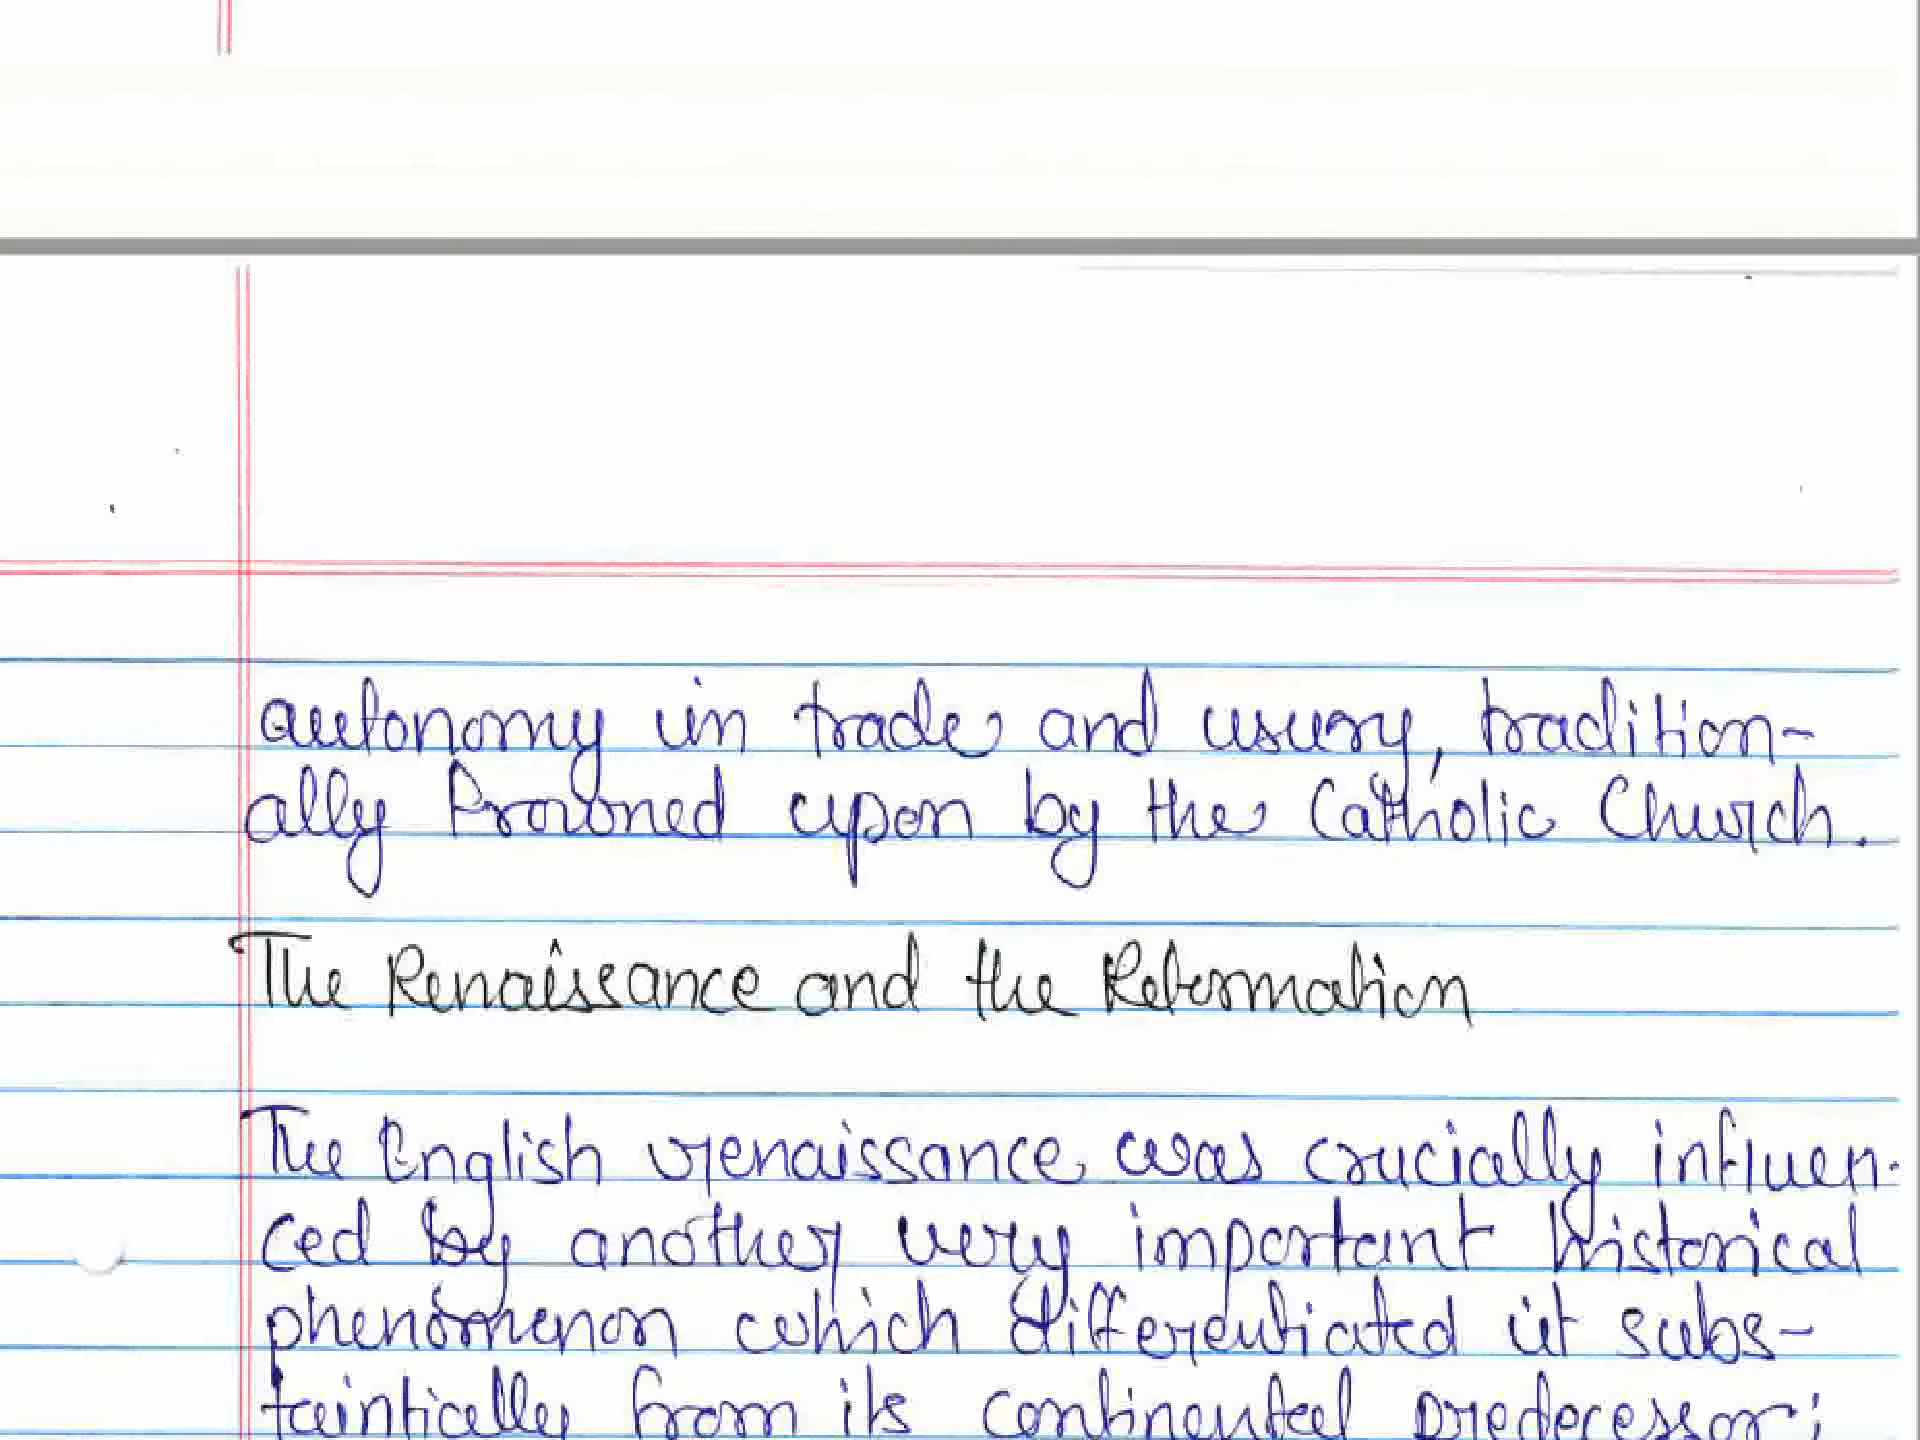 autonomy in trade and usury, tradition-
ally frowned upon by the Catholic Church.
The Renaissance and the Reformation
The English renaissance was crucially influen-
ced by another very important historical
phenomenon which differentiated it subs-
taintically from its continental predecessor: